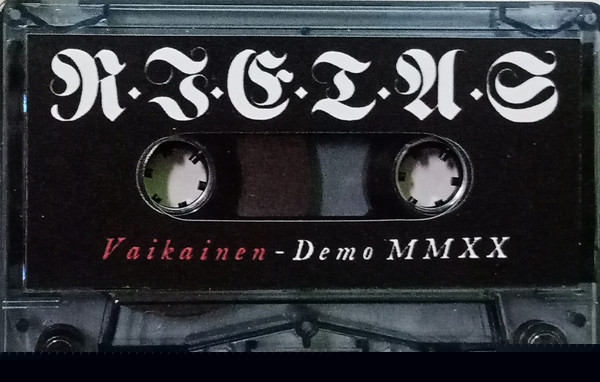 R·I·E·T·A·S
Vaikainen - Demo MMXX